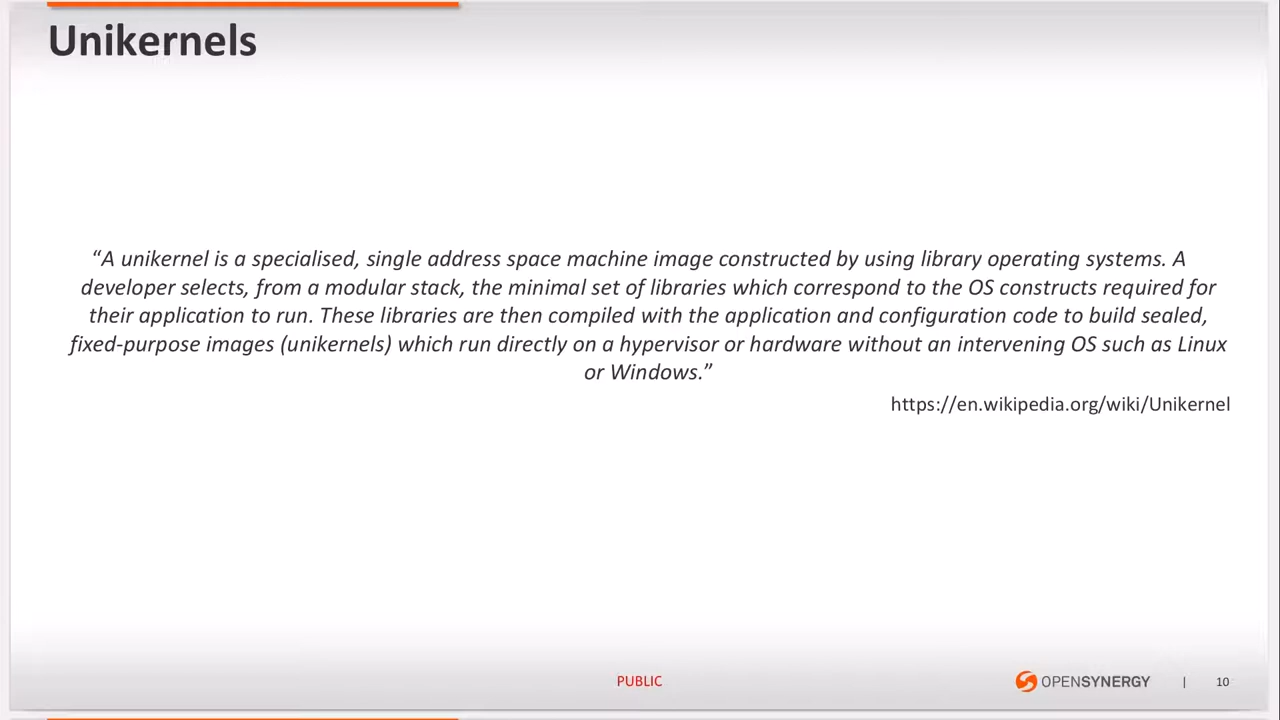 Unikernels
“A unikernel is a specialised, single address space machine image constructed by using library operating systems. A
developer selects, from a modular stack, the minimal set of libraries which correspond to the OS constructs required for
their application to run. These libraries are then compiled with the application and configuration code to build sealed,
fixed-purpose images (unikernels) which run directly on a hypervisor or hardware without an intervening OS such as Linux
or Windows.”
https://en.wikipedia.org/wiki/Unikernel
PUBLIC
OPENSYNERGY | 10